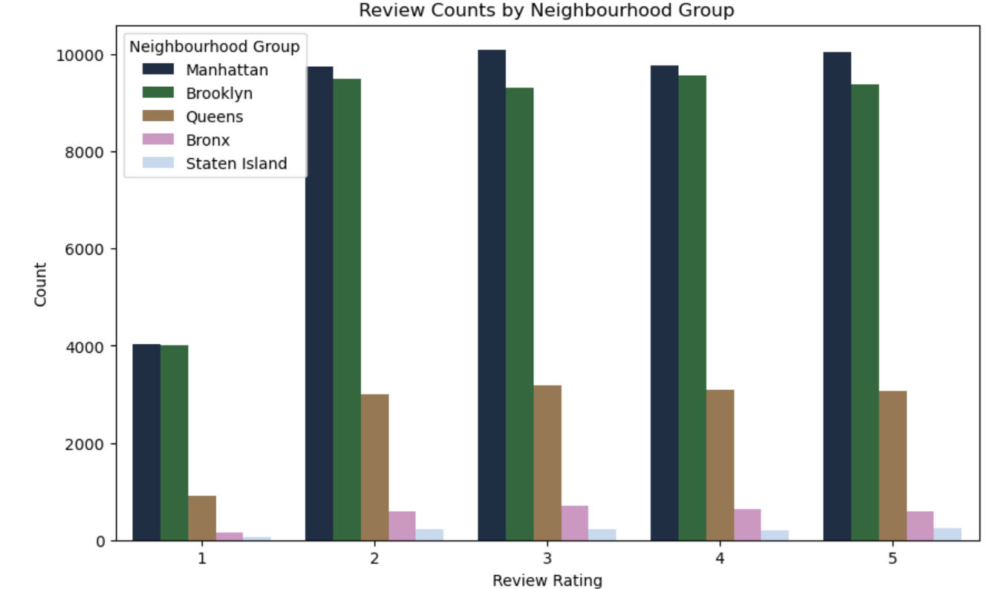 Review Counts by Neighbourhood Group
Neighbourhood Group
Manhattan
Brooklyn
Queens
Bronx
Staten Island
10000
8000
6000
4000
2000
0
Count
1 2 3 4 5
Review Rating